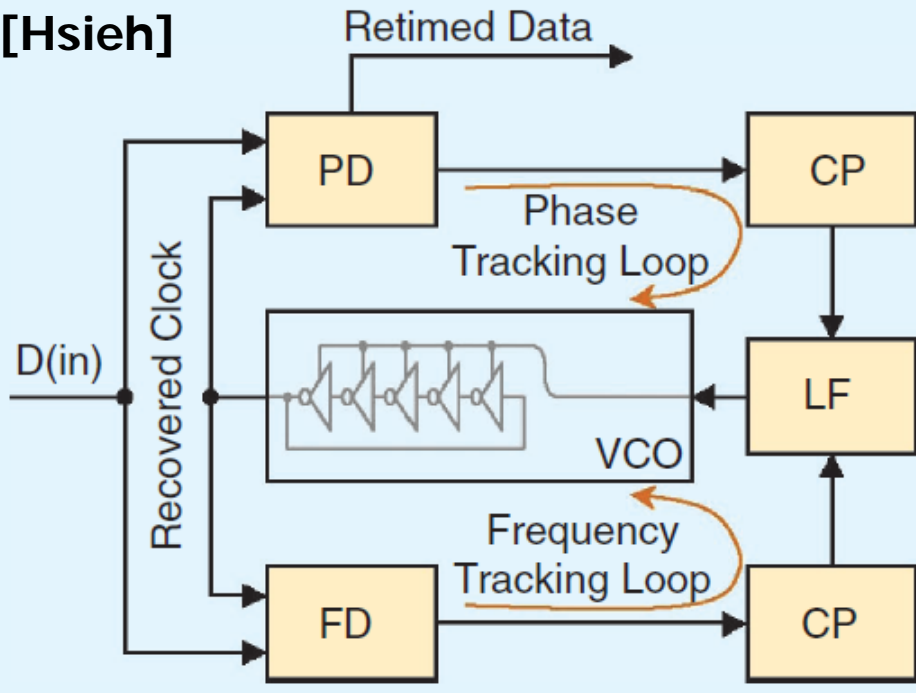 [Hsieh]
Retimed Data
PD
CP
Phase
Tracking Loop
D(in)
Recovered Clock
LF
VCO
Frequency
Tracking Loop
FD
CP